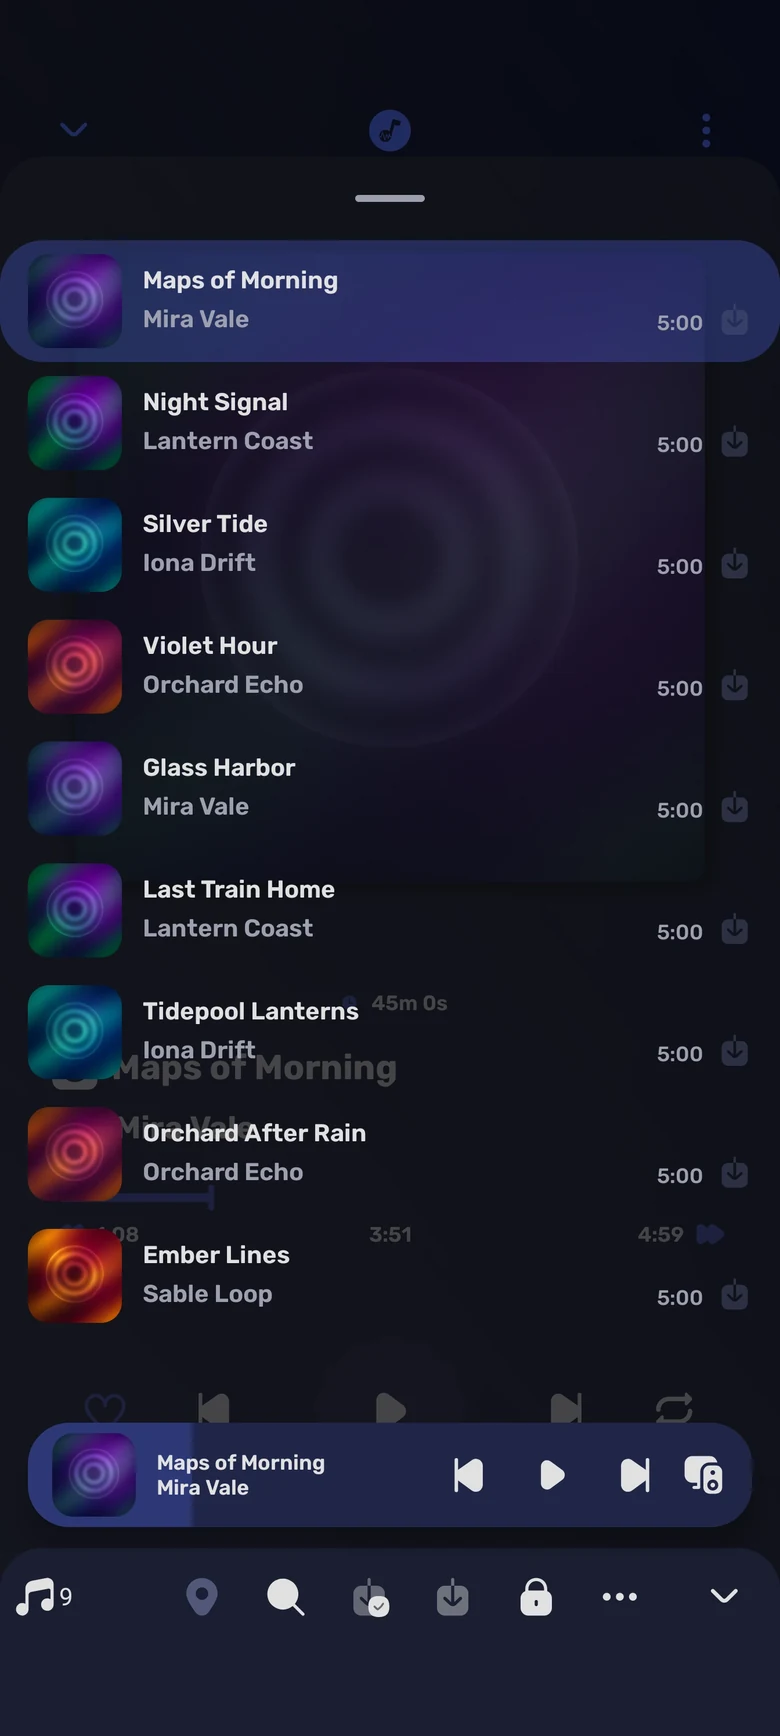 Maps of Morning
Mira Vale
5:00
Night Signal
Lantern Coast
5:00
Silver Tide
Iona Drift
5:00
Violet Hour
Orchard Echo
5:00
Glass Harbor
Mira Vale
5:00
Last Train Home
Lantern Coast
5:00
45m 0s
Tidepool Lanterns
Iona Drift
5:00
Maps of Morning
Mira Vale
Orchard After Rain
Orchard Echo
5:00
3:51
4:59
Ember Lines
Sable Loop
5:00
Maps of Morning
Mira Vale
9